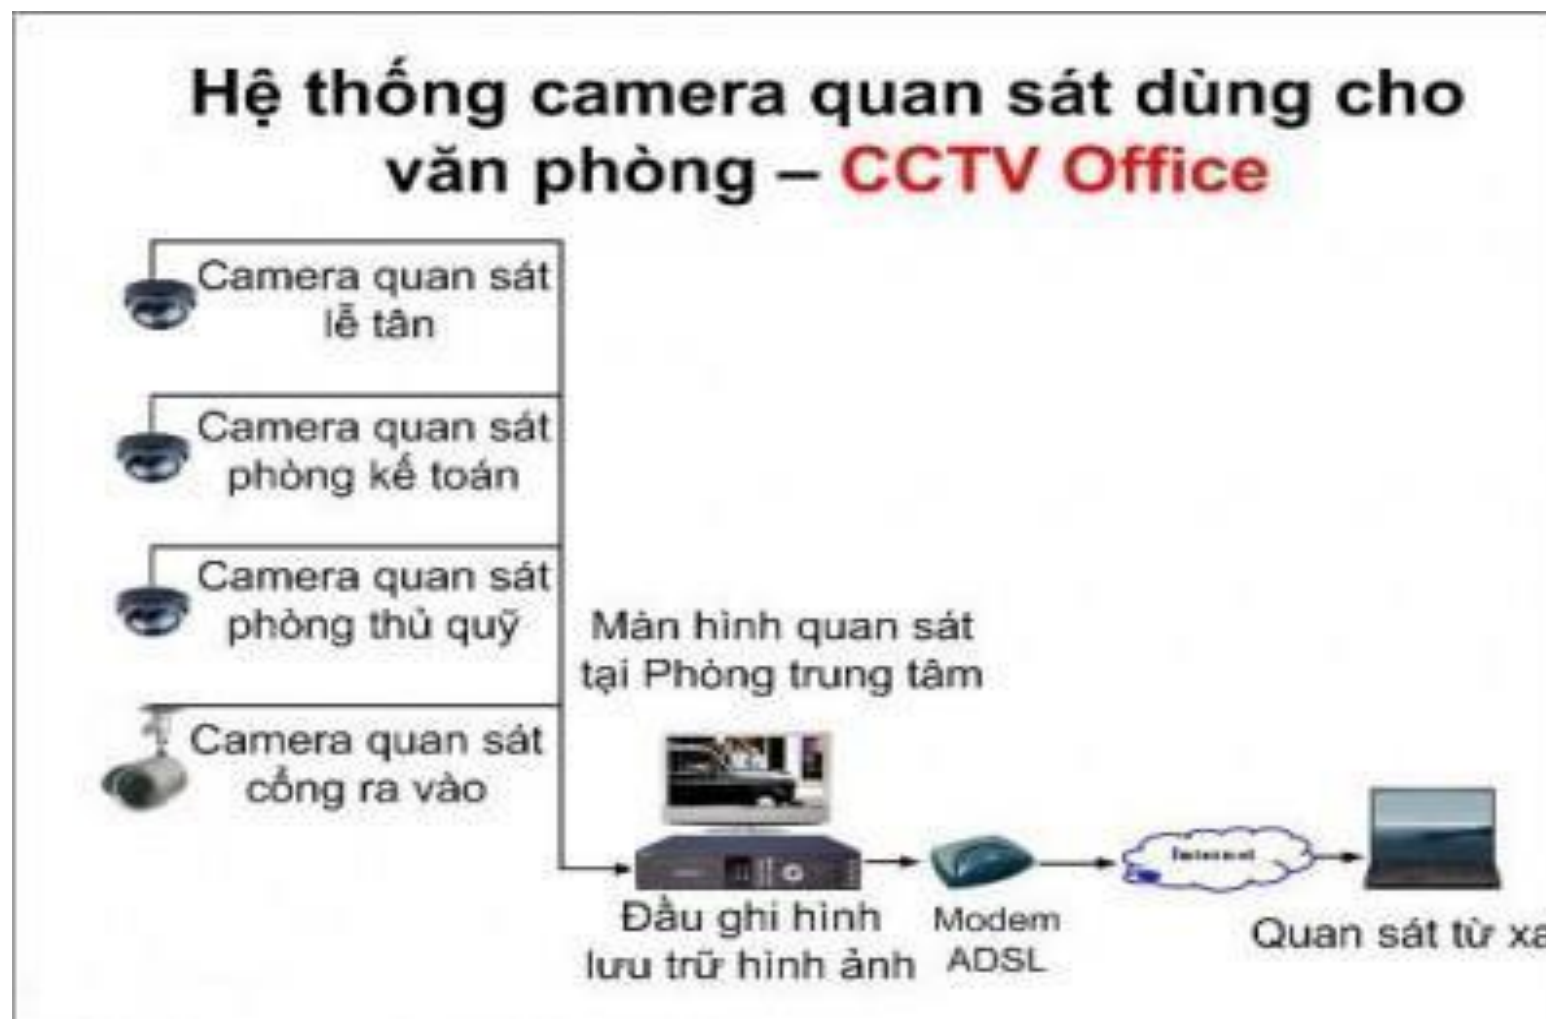 Hệ thống camera quan sát dùng cho
văn phòng – CCTV Office
Camera quan sát
lễ tân
Camera quan sát
phòng kế toán
Camera quan sát
phòng thủ quỹ
Camera quan sát
cổng ra vào
Màn hình quan sát
tại Phòng trung tâm
Đầu ghi hình
lưu trữ hình ảnh
Modem
ADSL
Internet
Quan sát từ xa